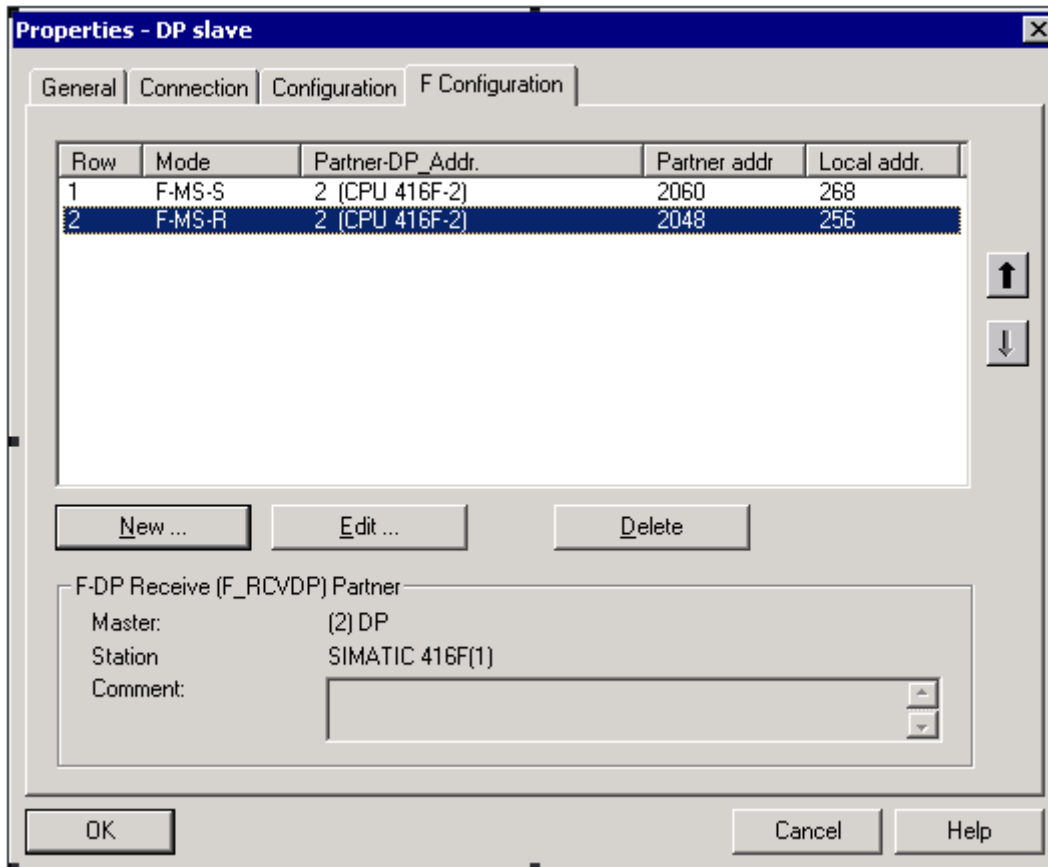 Properties - DP slave
General Connection Configuration F Configuration
Row Mode Partner-DP_Addr. Partner addr Local addr.
1 F-MS-S 2 (CPU 416F-2) 2060 268
2 F-MS-R 2 (CPU 416F-2) 2048 256
New ... Edit ... Delete
F-DP Receive (F_RCVDP) Partner
Master: (2) DP
Station SIMATIC 416F(1)
Comment:
OK Cancel Help